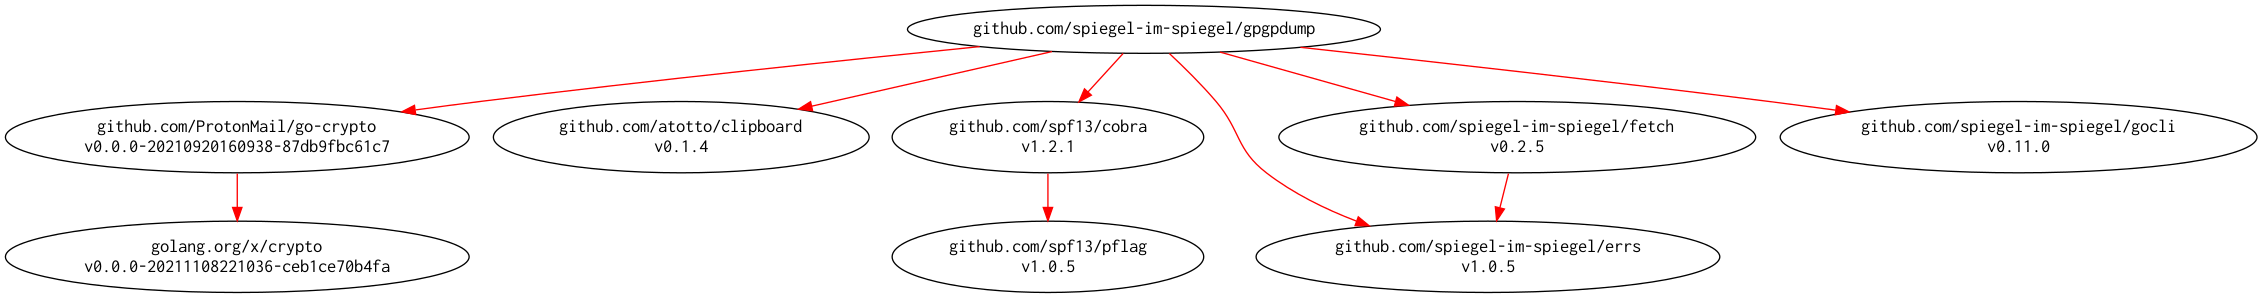 github.com/spiegel-im-spiegel/gpgpdump
github.com/ProtonMail/go-crypto
v0.0.0-20210920160938-87db9fbc61c7
github.com/atotto/clipboard
v0.1.4
github.com/spf13/cobra
v1.2.1
github.com/spiegel-im-spiegel/fetch
v0.2.5
github.com/spiegel-im-spiegel/gocli
v0.11.0
golang.org/x/crypto
v0.0.0-20211108221036-ceb1ce70b4fa
github.com/spf13/pflag
v1.0.5
github.com/spiegel-im-spiegel/errs
v1.0.5